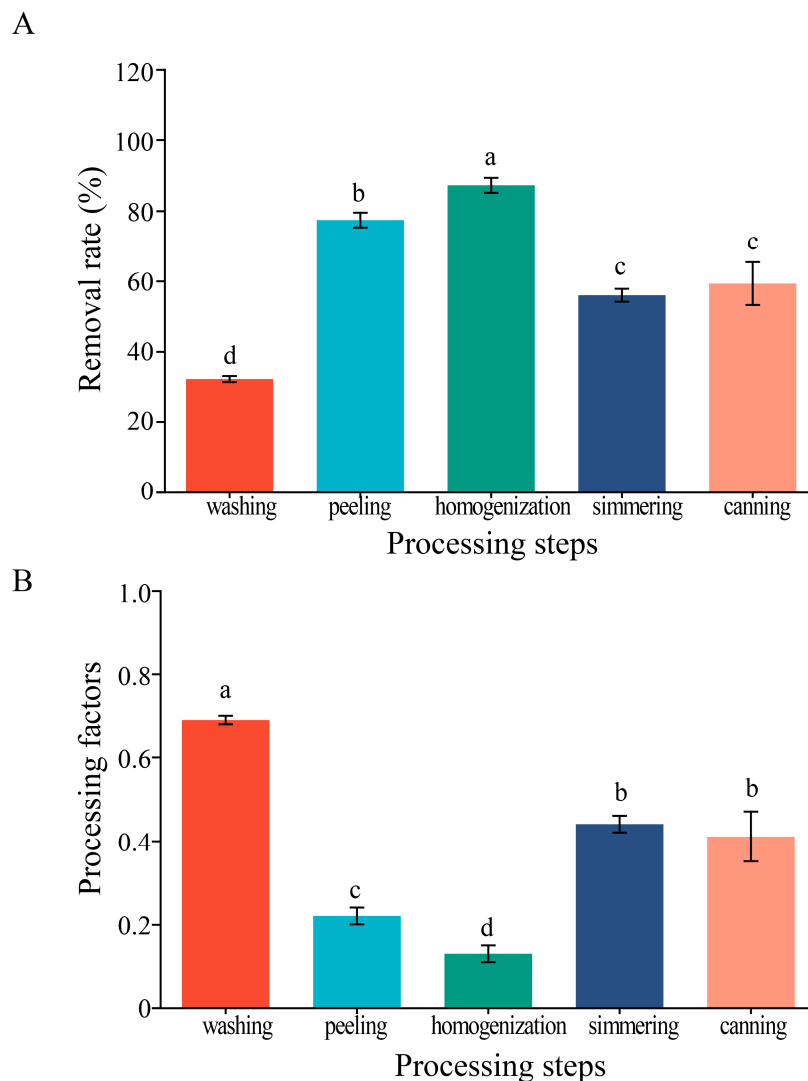 A
Removal rate (%)
120
100
80
60
40
20
0
d
b
a
c
c
washing peeling homogenization simmering canning
Processing steps
B
Processing factors
1.0
0.8
0.6
0.4
0.2
0
a
c
d
b
b
washing peeling homogenization simmering canning
Processing steps